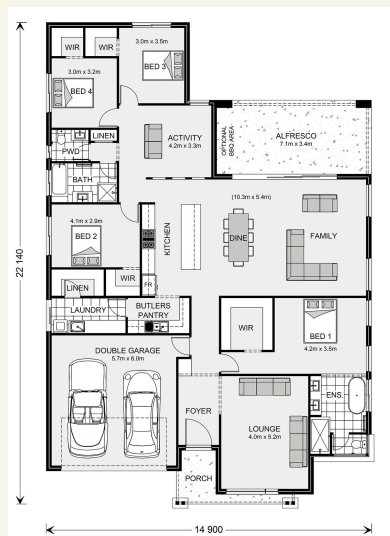 WIR
WIR
3.0m x 3.5m
BED 3
3.0m x 3.2m
BED 4
LINEN
PWD
ACTIVITY
4.2m x 3.3m
OPTIONAL
BBQ AREA
ALFRESCO
7.1m x 3.4m
BATH
4.1m x 2.9m
BED 2
KITCHEN
(10.3m x 5.4m)
DINE
FAMILY
22 140
WIR
LINEN
FR
LAUNDRY
BUTLERS
PANTRY
WIR
BED 1
4.2m x 3.5m
DOUBLE GARAGE
5.7m x 6.0m
ENS.
FOYER
LOUNGE
4.0m x 5.2m
PORCH
14 900